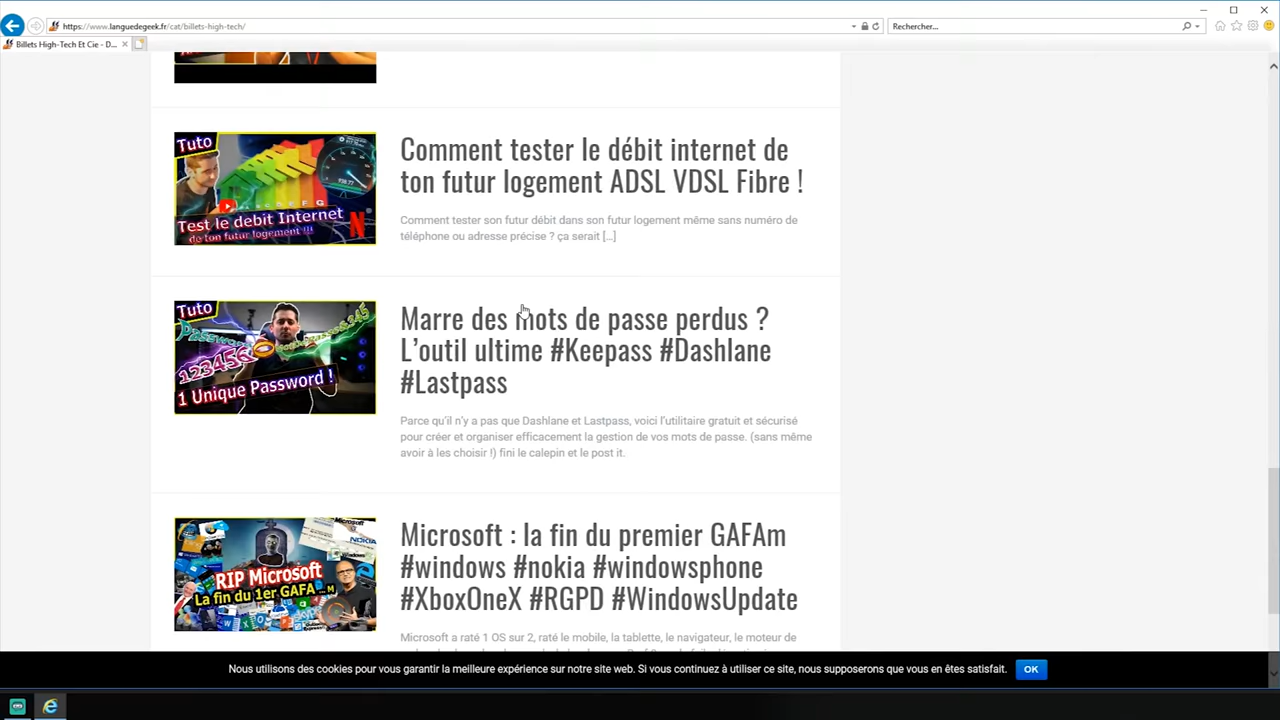 https://www.languedegeek.fr/cat/billets-high-tech/
Rechercher...
Billets High-Tech Et Cie - D...
Tuto
Test le debit Internet
de ton futur logement !!!
Comment tester le débit internet de
ton futur logement ADSL VDSL Fibre !
Comment tester son futur débit dans son futur logement même sans numéro de
téléphone ou adresse précise ? ça serait [...]
Tuto
123456
1 Unique Password !
Marre des mots de passe perdus ?
L’outil ultime #Keepass #Dashlane
#Lastpass
Parce qu’il n’y a pas que Dashlane et Lastpass, voici l’utilitaire gratuit et sécurisé
pour créer et organiser efficacement la gestion de vos mots de passe. (sans même
avoir à les choisir !) fini le calepin et le post it.
Microsoft
NOKIA
RIP Microsoft
La fin du 1er GAFA ... M
Microsoft : la fin du premier GAFAm
#windows #nokia #windowsphone
#XboxOneX #RGPD #WindowsUpdate
Microsoft a raté 1 OS sur 2, raté le mobile, la tablette, le navigateur, le moteur de
Nous utilisons des cookies pour vous garantir la meilleure expérience sur notre site web. Si vous continuez à utiliser ce site, nous supposerons que vous en êtes satisfait.
OK